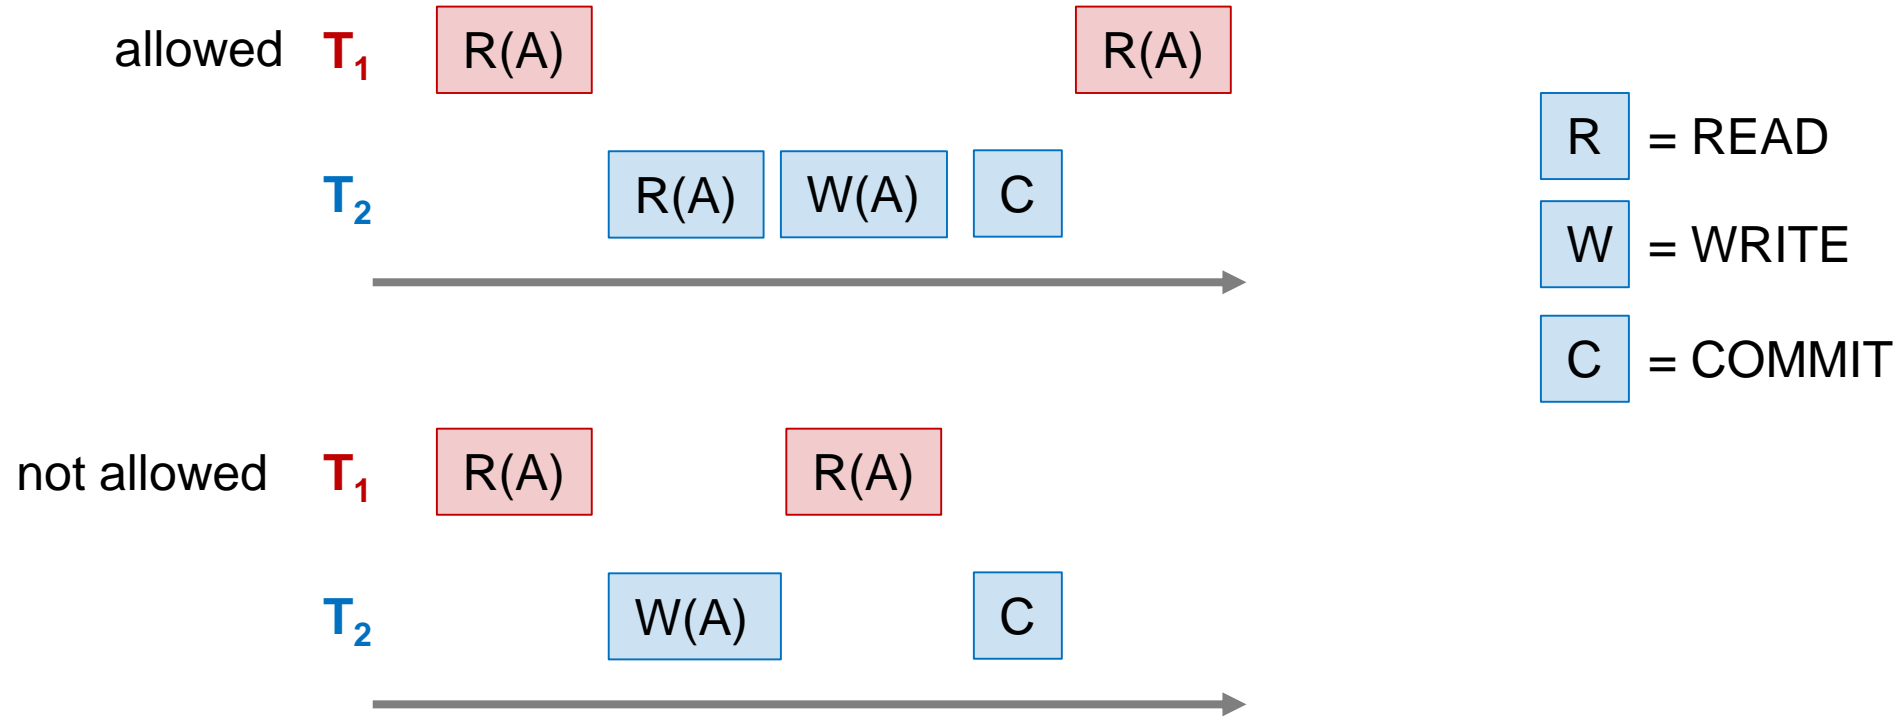 allowed T1 R(A) R(A)
T2 R(A) W(A) C
R = READ
W = WRITE
C = COMMIT
not allowed T1 R(A) R(A)
T2 W(A) C